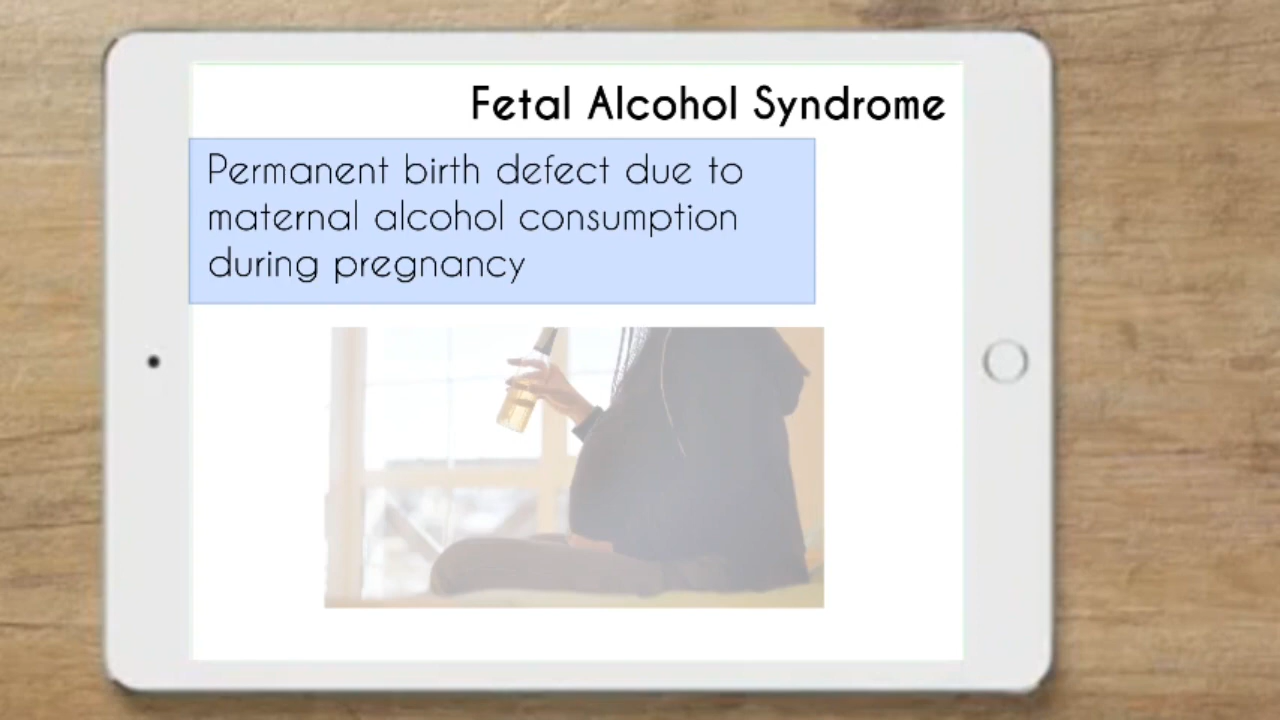 Fetal Alcohol Syndrome
Permanent birth defect due to
maternal alcohol consumption
during pregnancy